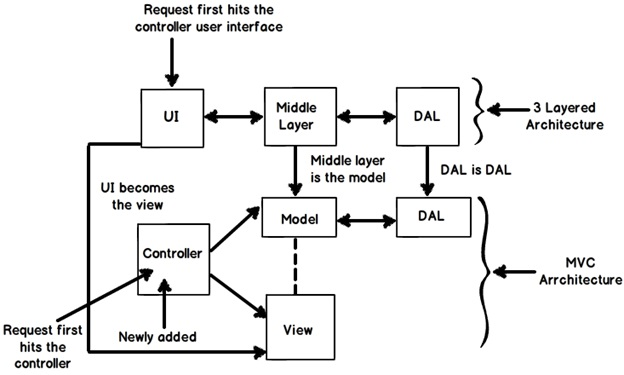 Request first hits the
controller user interface
UI
Middle
Layer
DAL
3 Layered
Architecture
Middle layer
is the model
DAL is DAL
UI becomes
the view
Model
DAL
Controller
MVC
Arrchitecture
Request first
hits the
controller
Newly added
View